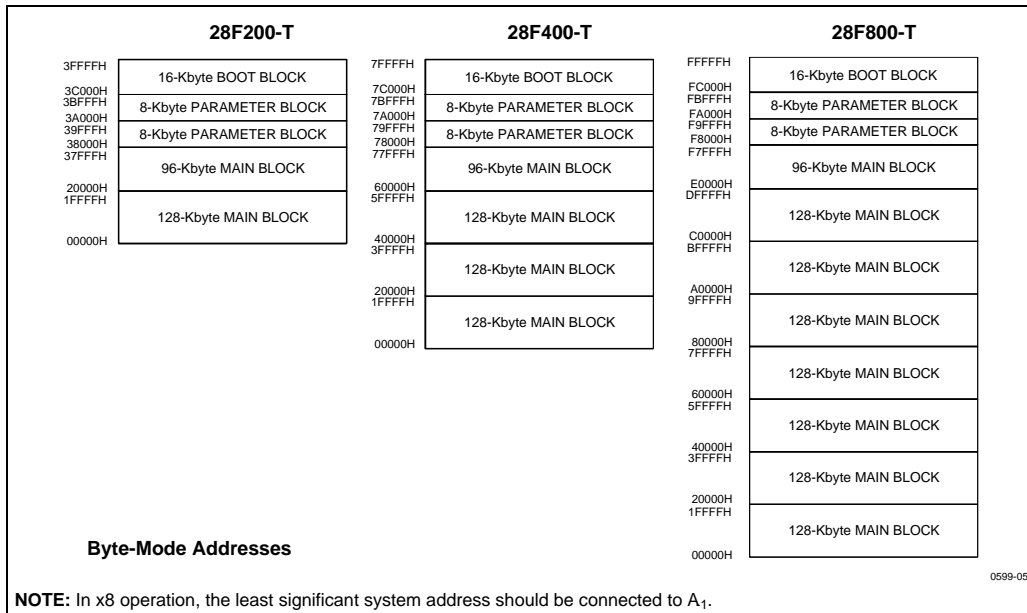 28F200-T
3FFFFH
16-Kbyte BOOT BLOCK
3C000H
3BFFFH
8-Kbyte PARAMETER BLOCK
3A000H
39FFFH
8-Kbyte PARAMETER BLOCK
38000H
37FFFH
96-Kbyte MAIN BLOCK
20000H
1FFFFH
128-Kbyte MAIN BLOCK
00000H
28F400-T
7FFFFH
16-Kbyte BOOT BLOCK
7C000H
7BFFFH
8-Kbyte PARAMETER BLOCK
7A000H
79FFFH
8-Kbyte PARAMETER BLOCK
78000H
77FFFH
96-Kbyte MAIN BLOCK
60000H
5FFFFH
128-Kbyte MAIN BLOCK
40000H
3FFFFH
128-Kbyte MAIN BLOCK
20000H
1FFFFH
128-Kbyte MAIN BLOCK
00000H
28F800-T
FFFFFH
16-Kbyte BOOT BLOCK
FC000H
FBFFFH
8-Kbyte PARAMETER BLOCK
FA000H
F9FFFH
8-Kbyte PARAMETER BLOCK
F8000H
F7FFFH
96-Kbyte MAIN BLOCK
E0000H
DFFFFH
128-Kbyte MAIN BLOCK
C0000H
BFFFFH
128-Kbyte MAIN BLOCK
A0000H
9FFFFH
128-Kbyte MAIN BLOCK
80000H
7FFFFH
128-Kbyte MAIN BLOCK
60000H
5FFFFH
128-Kbyte MAIN BLOCK
40000H
3FFFFH
128-Kbyte MAIN BLOCK
20000H
1FFFFH
128-Kbyte MAIN BLOCK
00000H
Byte-Mode Addresses
0599-05
NOTE: In x8 operation, the least significant system address should be connected to A₁.